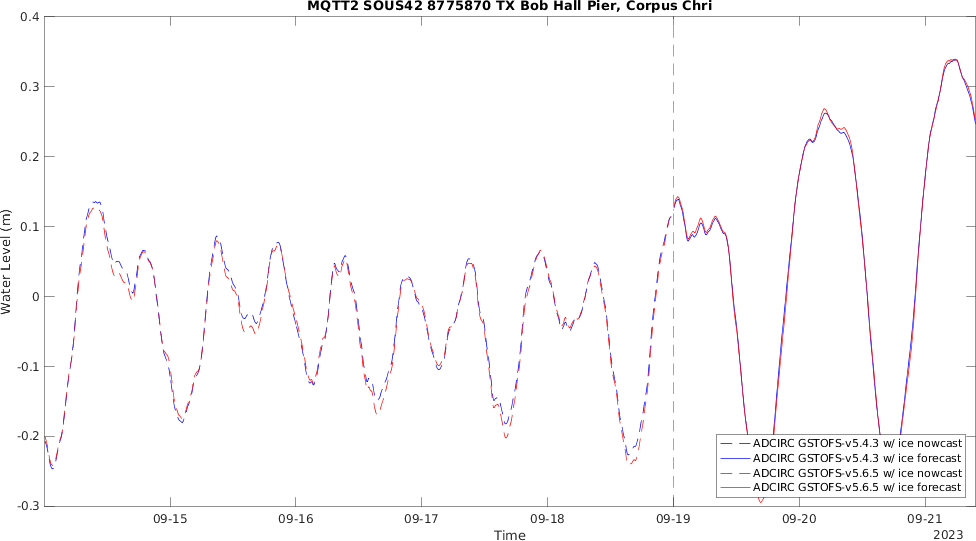 MQTT2 SOUS42 8775870 TX Bob Hall Pier, Corpus Chri
0.4
0.3
0.2
0.1
0
-0.1
-0.2
-0.3
Water Level (m)
ADCIRC GSTOFS-v5.4.3 w/ ice nowcast
ADCIRC GSTOFS-v5.4.3 w/ ice forecast
ADCIRC GSTOFS-v5.6.5 w/ ice nowcast
ADCIRC GSTOFS-v5.6.5 w/ ice forecast
09-15 09-16 09-17 09-18 09-19 09-20 09-21
Time
2023